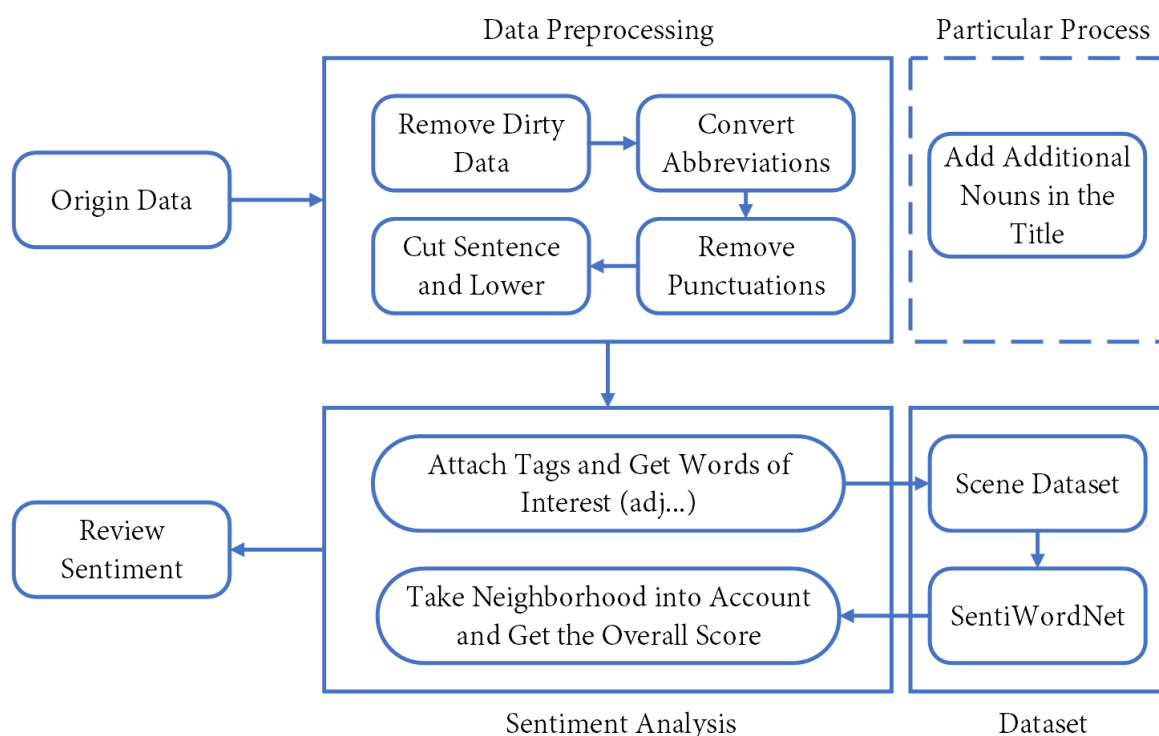 Data Preprocessing
Particular Process
Remove Dirty
Data
Convert
Abbreviations
Add Additional
Nouns in the
Title
Origin Data
Cut Sentence
and Lower
Remove
Punctuations
Attach Tags and Get Words of
Interest (adj...)
Scene Dataset
Review
Sentiment
Take Neighborhood into Account
and Get the Overall Score
SentiWordNet
Sentiment Analysis
Dataset